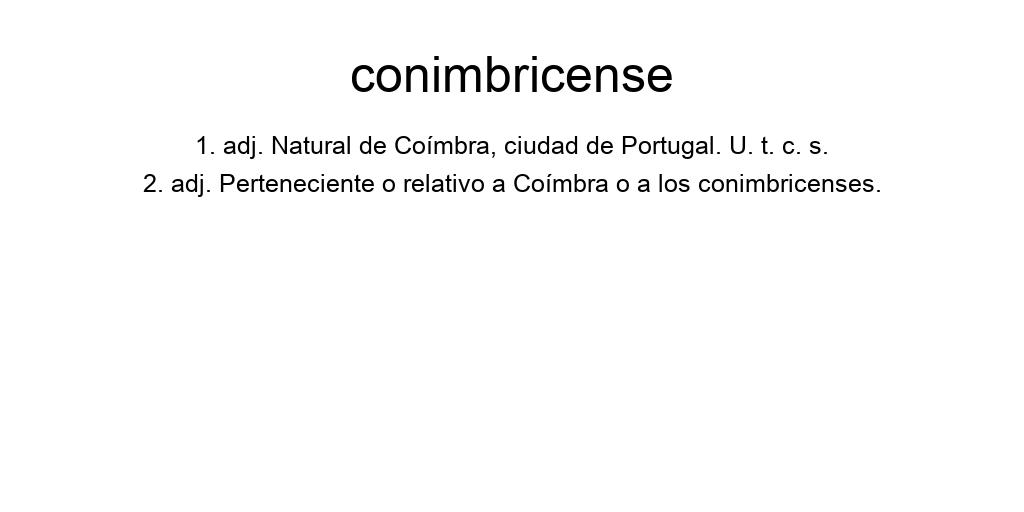 conimbricense
1. adj. Natural de Coímbra, ciudad de Portugal. U. t. c. s.
2. adj. Perteneciente o relativo a Coímbra o a los conimbricenses.